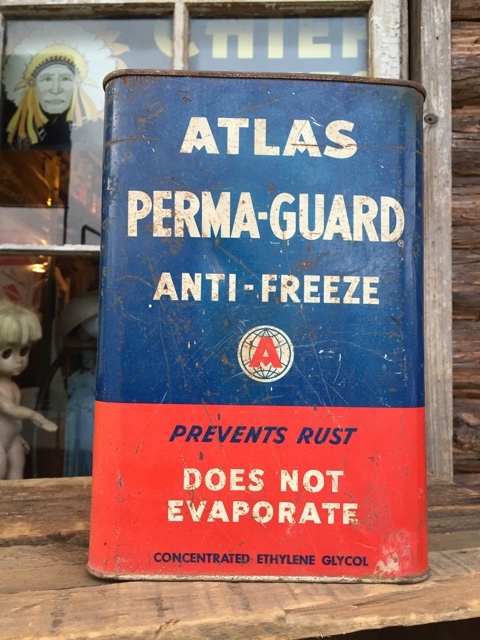 CHIEF
ATLAS
PERMA-GUARD®
ANTI-FREEZE
A
PREVENTS RUST
DOES NOT
EVAPORATE
CONCENTRATED ETHYLENE GLYCOL